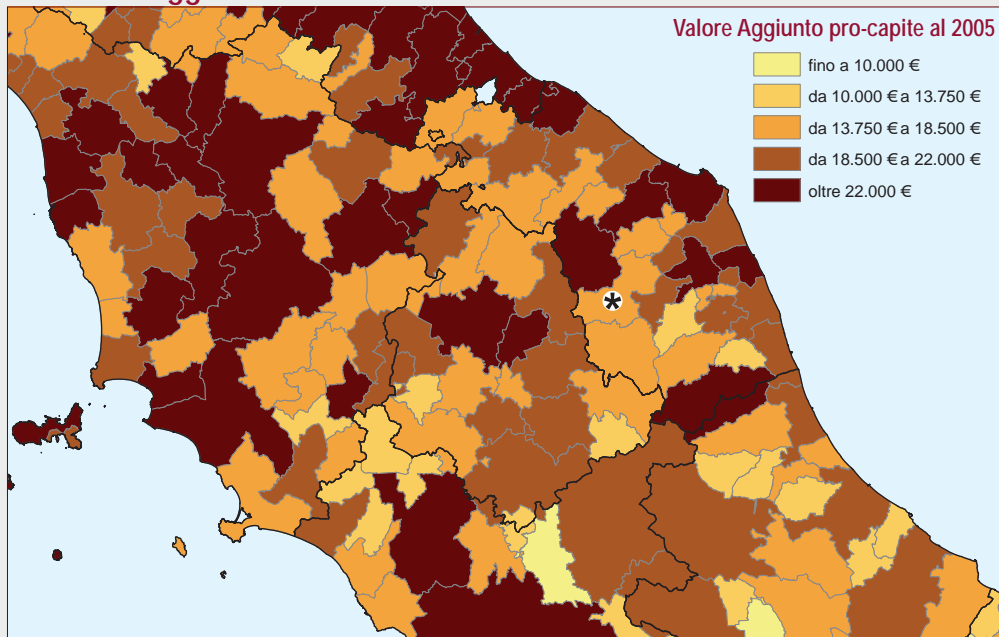 Valore Aggiunto pro-capite al 2005
fino a 10.000 €
da 10.000 € a 13.750 €
da 13.750 € a 18.500 €
da 18.500 € a 22.000 €
oltre 22.000 €
*